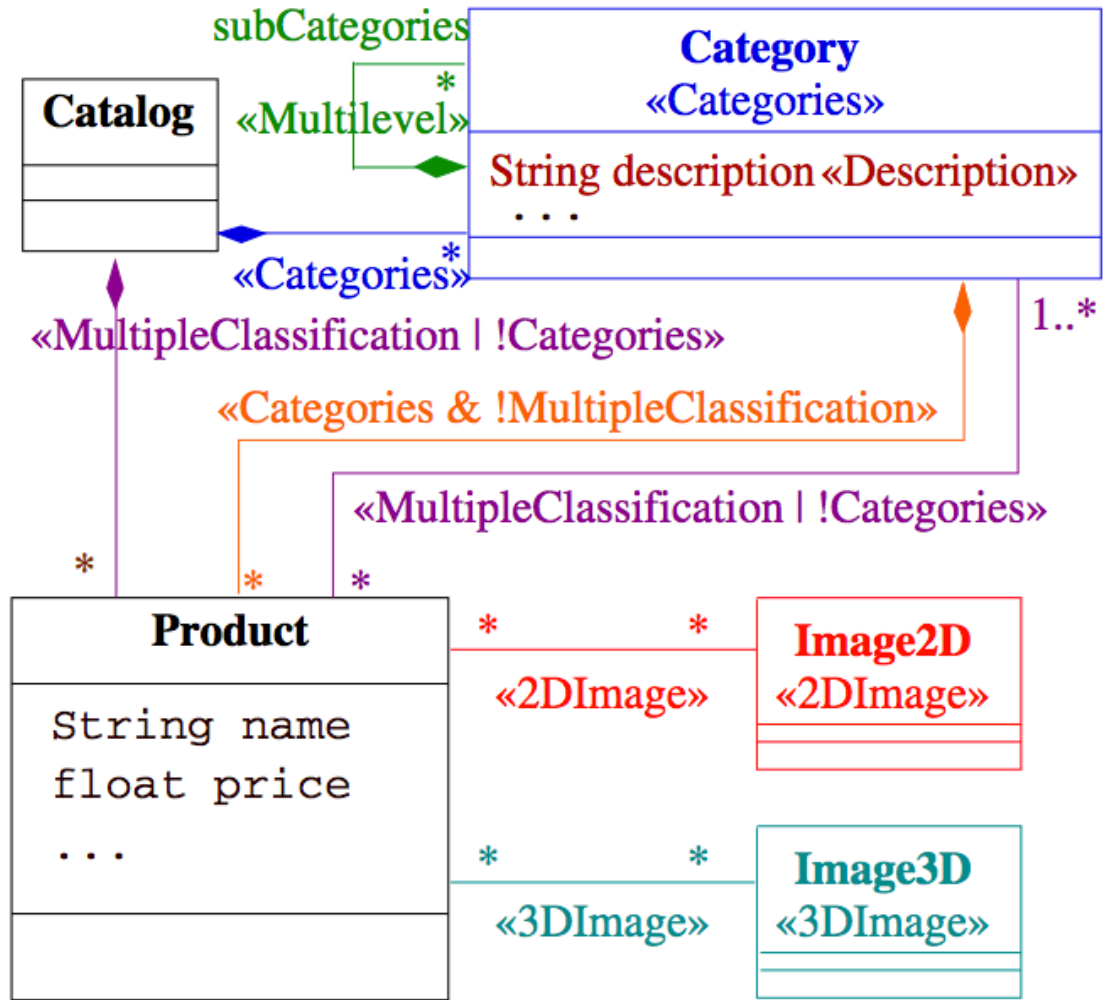 subCategories
*
«Multilevel»
Category
«Categories»
String description «Description»
...
Catalog
*
«Categories»
1..*
«MultipleClassification | !Categories»
«Categories & !MultipleClassification»
«MultipleClassification | !Categories»
*
*
*
Product
String name
float price
...
* *
«2DImage»
Image2D
«2DImage»
* *
«3DImage»
Image3D
«3DImage»